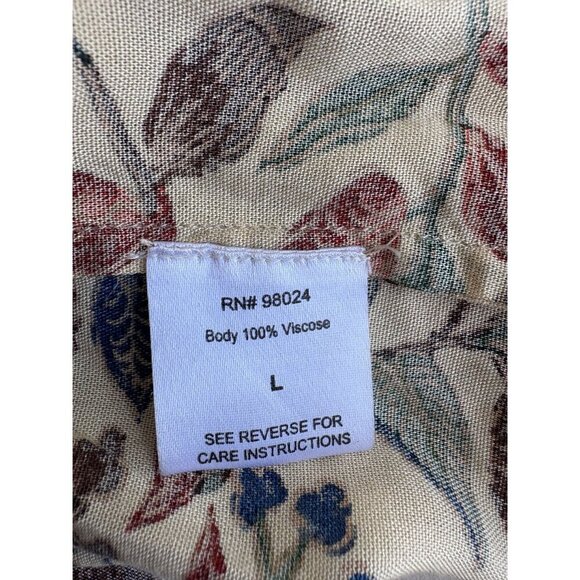 RN# 98024
Body 100% Viscose
L
SEE REVERSE FOR
CARE INSTRUCTIONS